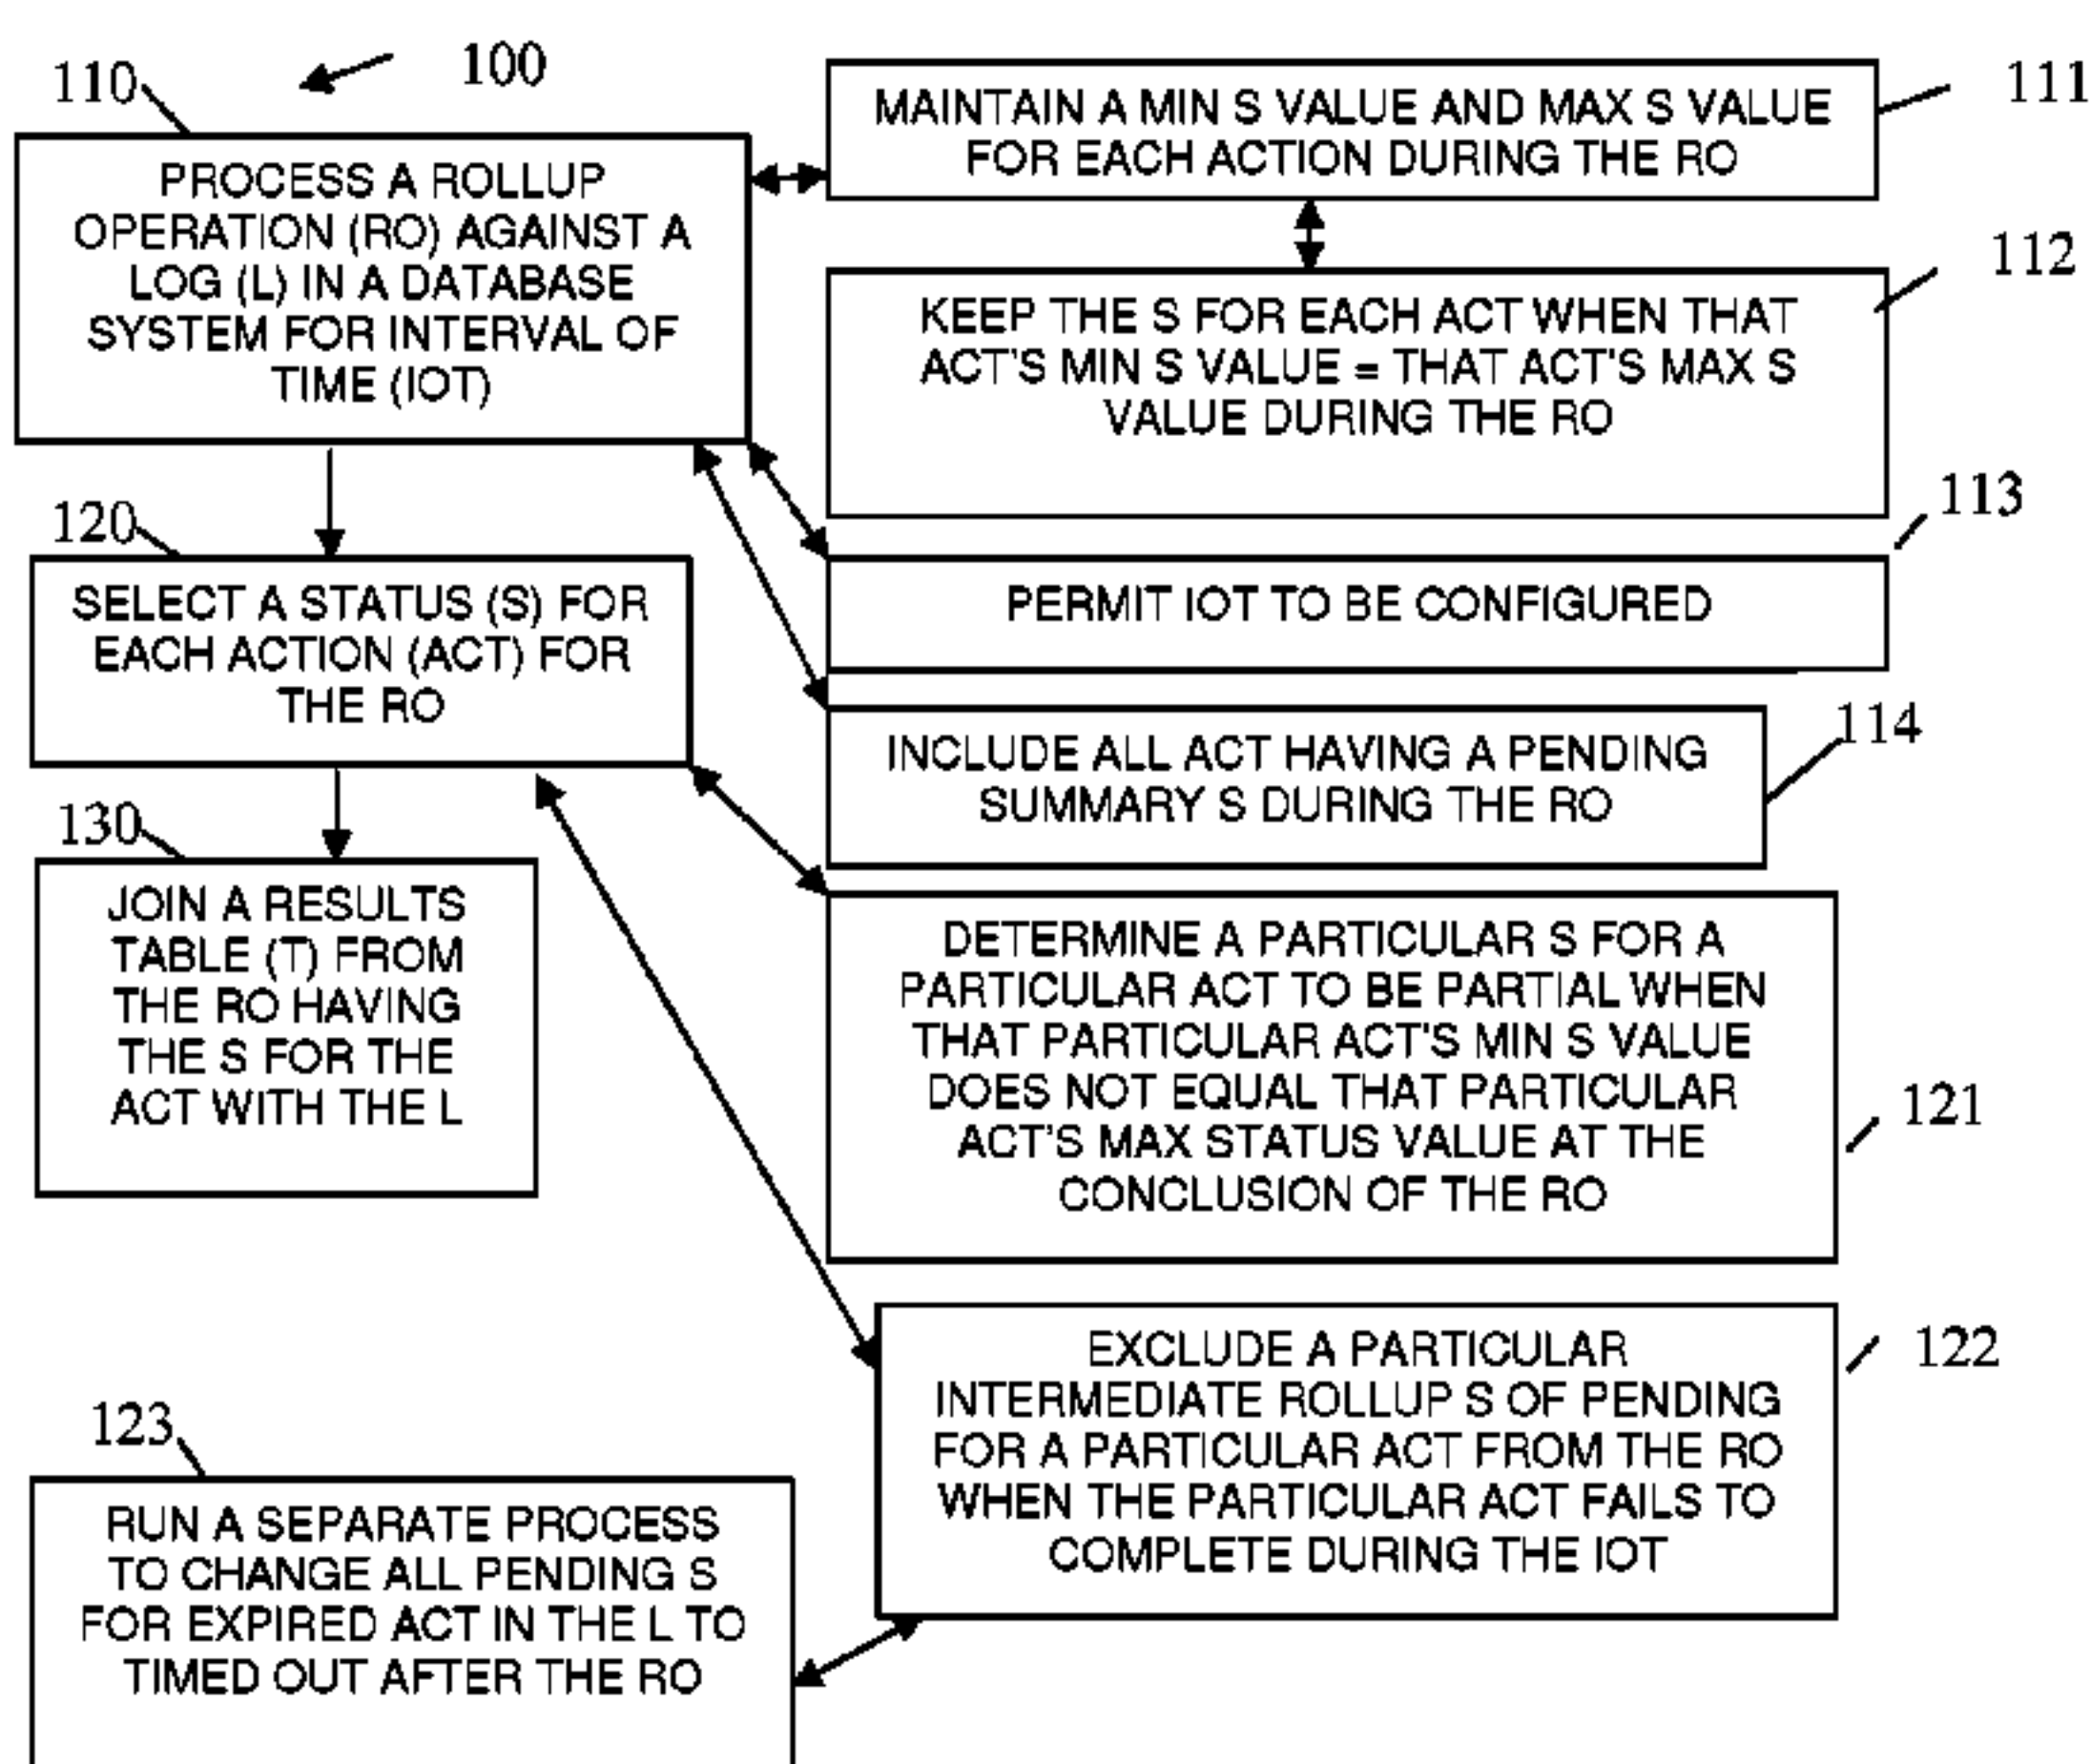 100
110
PROCESS A ROLLUP
OPERATION (RO) AGAINST A
LOG (L) IN A DATABASE
SYSTEM FOR INTERVAL OF
TIME (IOT)
111
MAINTAIN A MIN S VALUE AND MAX S VALUE
FOR EACH ACTION DURING THE RO
112
KEEP THE S FOR EACH ACT WHEN THAT
ACT'S MIN S VALUE = THAT ACT'S MAX S
VALUE DURING THE RO
113
PERMIT IOT TO BE CONFIGURED
114
INCLUDE ALL ACT HAVING A PENDING
SUMMARY S DURING THE RO
120
SELECT A STATUS (S) FOR
EACH ACTION (ACT) FOR
THE RO
121
DETERMINE A PARTICULAR S FOR A
PARTICULAR ACT TO BE PARTIAL WHEN
THAT PARTICULAR ACT'S MIN S VALUE
DOES NOT EQUAL THAT PARTICULAR
ACT'S MAX STATUS VALUE AT THE
CONCLUSION OF THE RO
122
EXCLUDE A PARTICULAR
INTERMEDIATE ROLLUP S OF PENDING
FOR A PARTICULAR ACT FROM THE RO
WHEN THE PARTICULAR ACT FAILS TO
COMPLETE DURING THE IOT
130
JOIN A RESULTS
TABLE (T) FROM
THE RO HAVING
THE S FOR THE
ACT WITH THE L
123
RUN A SEPARATE PROCESS
TO CHANGE ALL PENDING S
FOR EXPIRED ACT IN THE L TO
TIMED OUT AFTER THE RO